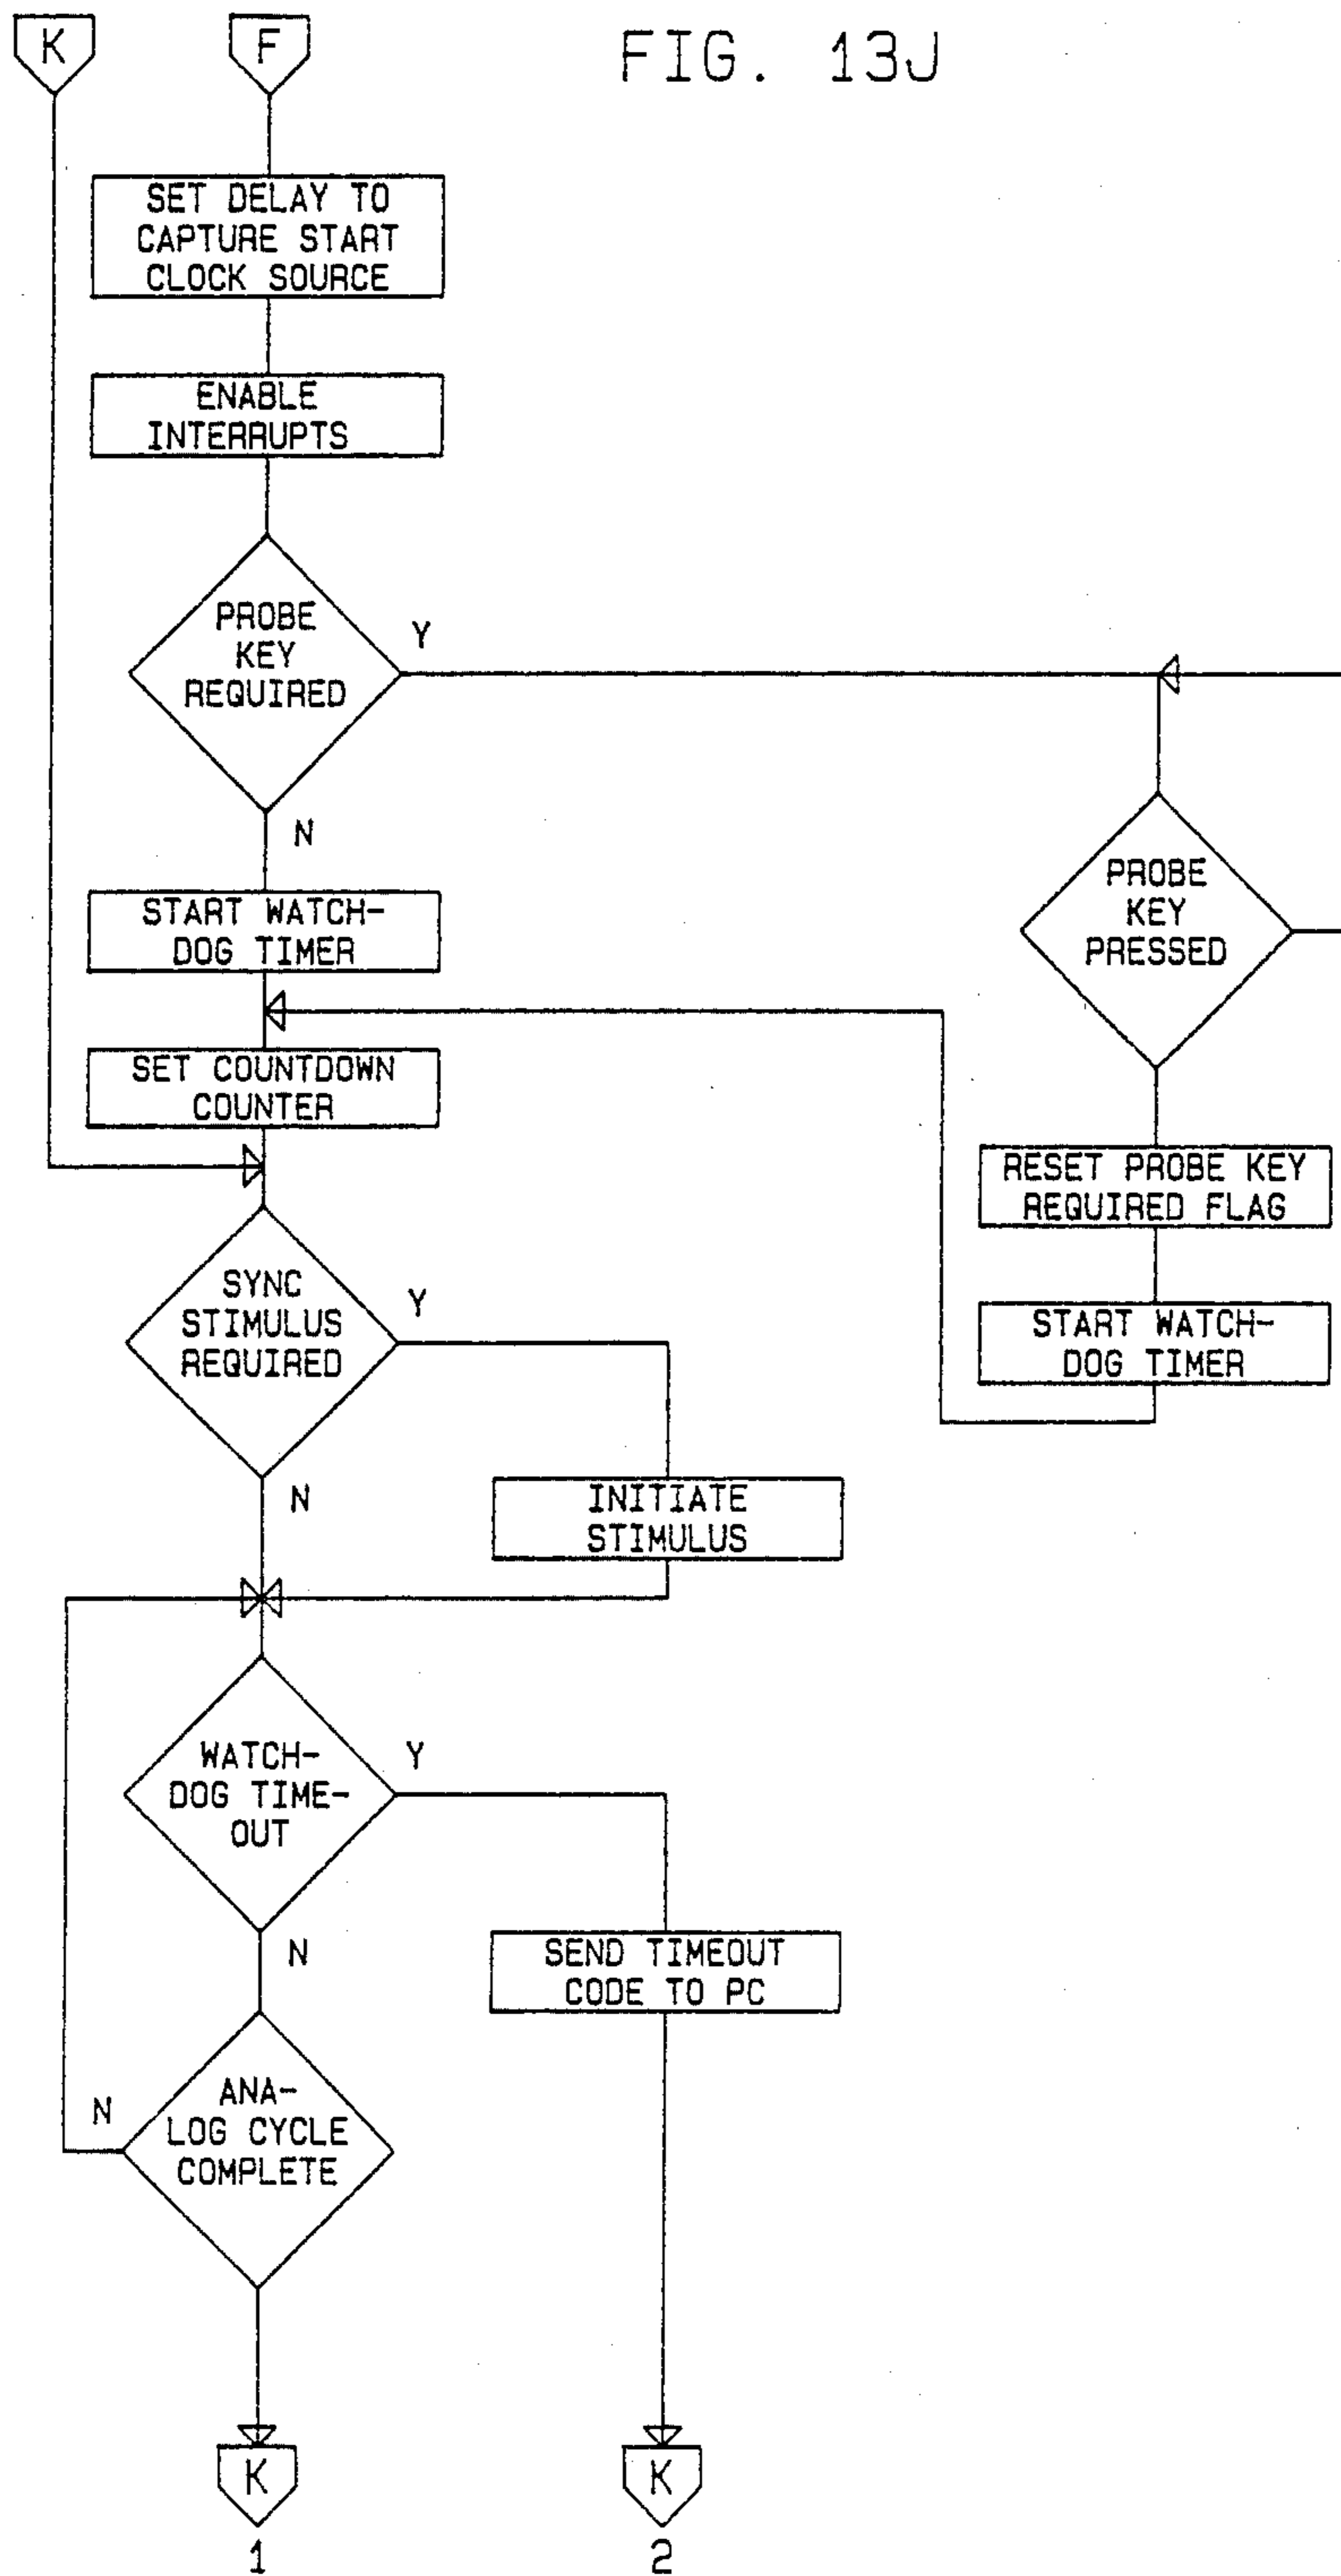 K
F
FIG. 13J
SET DELAY TO
CAPTURE START
CLOCK SOURCE
ENABLE
INTERRUPTS
PROBE
KEY
REQUIRED
Y
N
PROBE
KEY
PRESSED
START WATCH-
DOG TIMER
SET COUNTDOWN
COUNTER
RESET PROBE KEY
REQUIRED FLAG
START WATCH-
DOG TIMER
SYNC
STIMULUS
REQUIRED
Y
N
INITIATE
STIMULUS
WATCH-
DOG TIME-
OUT
Y
N
SEND TIMEOUT
CODE TO PC
ANA-
LOG CYCLE
COMPLETE
N
K
1
K
2